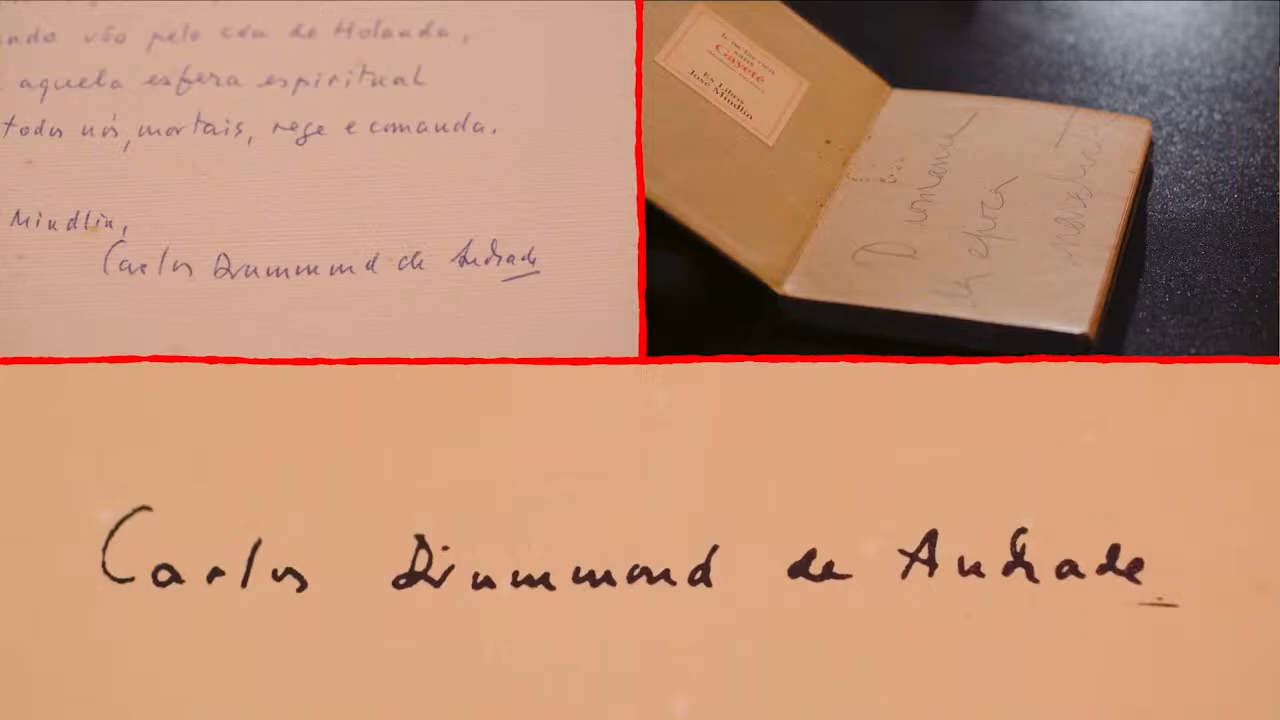 vão pelo céu de Holanda,
aquela esfera espiritual
todos nós, mortais, rege e comanda.
Mindlin,
Carlos Drummond de Andrade
Gayeté
Ex Libris
José Mindlin
Carlos Drummond de Andrade